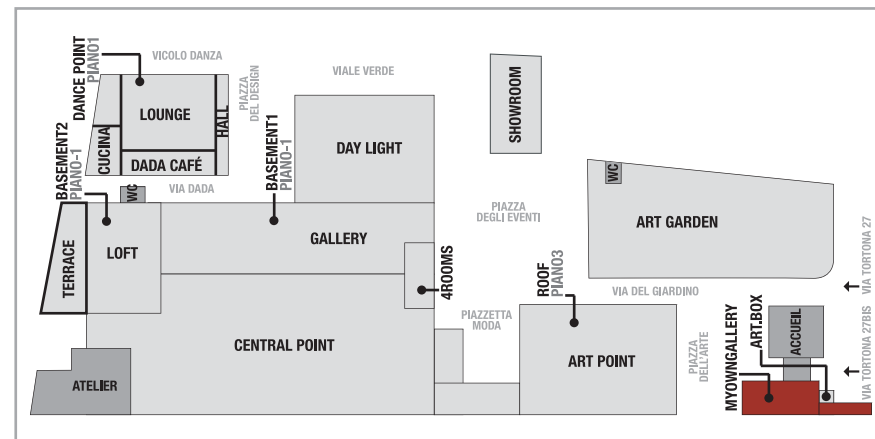 DANCE POINT
PIANO1
VICOLO DANZA
LOUNGE
HALL
CUCINA
DADA CAFÉ
PIAZZA
DEL DESIGN
VIALE VERDE
DAY LIGHT
SHOWROOM
BASEMENT2
PIANO-1
WC
VIA DADA
BASEMENT1
PIANO-1
TERRACE
LOFT
GALLERY
4ROOMS
PIAZZA
DEGLI EVENTI
WC
ART GARDEN
VIA TORTONA 27
CENTRAL POINT
ATELIER
PIAZZETTA
MODA
ROOF
PIANO3
VIA DEL GIARDINO
ART POINT
PIAZZA
DELL'ARTE
MYOWNGALLERY
ART.BOX
ACCUEIL
VIA TORTONA 27BIS